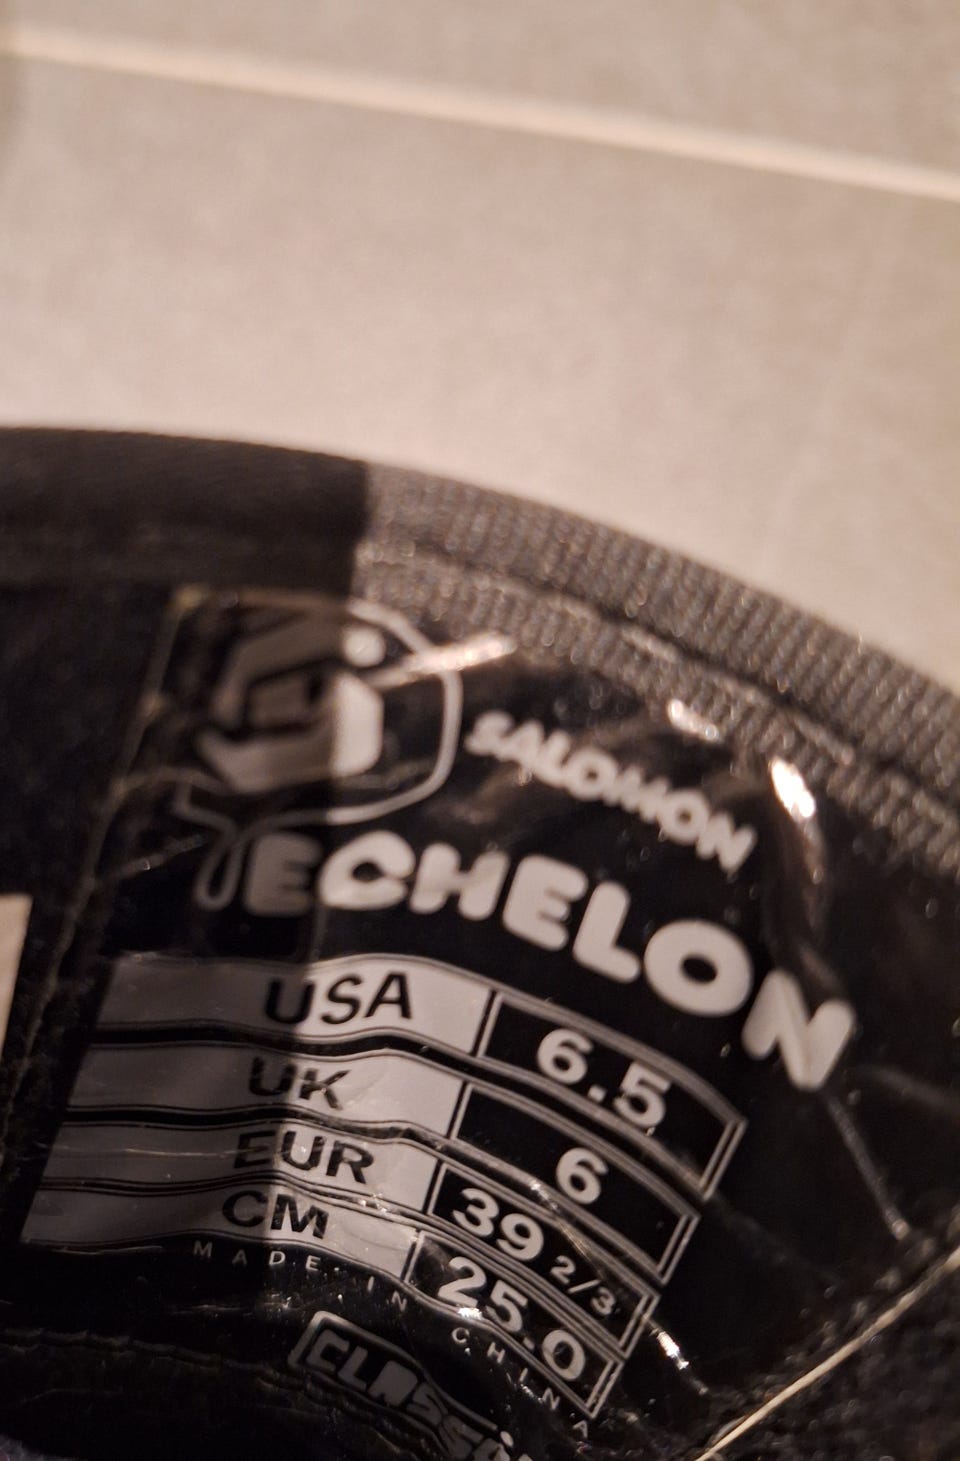 SALOMON
ECHELON
USA 6.5
UK 6
EUR 39 2/3
CM 25.0
MADE IN CHINA